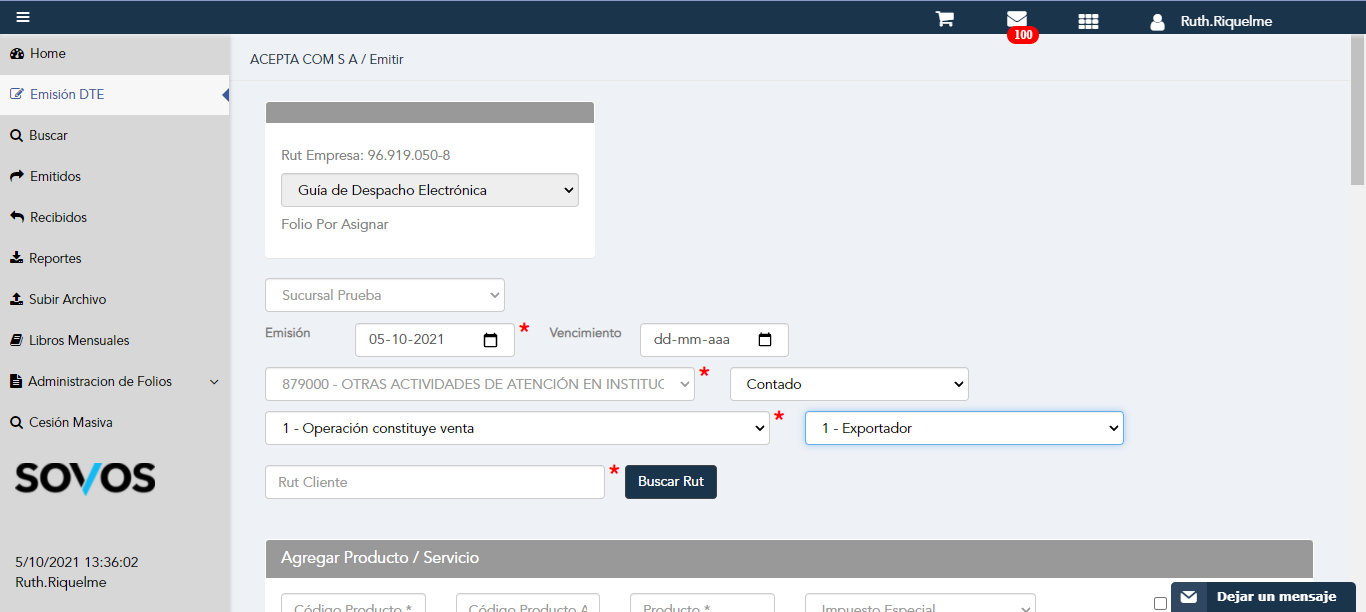 100
Ruth.Riquelme
Home
Emisión DTE
Buscar
Emitidos
Recibidos
Reportes
Subir Archivo
Libros Mensuales
Administracion de Folios
Cesión Masiva
SOVOS
5/10/2021 13:36:02
Ruth.Riquelme
ACEPTA COM S A / Emitir
Rut Empresa: 96.919.050-8
Guía de Despacho Electrónica
Folio Por Asignar
Sucursal Prueba
Emisión 05-10-2021 * Vencimiento dd-mm-aaa
879000 - OTRAS ACTIVIDADES DE ATENCIÓN EN INSTITUC * Contado
1 - Operación constituye venta * 1 - Exportador
Rut Cliente * Buscar Rut
Agregar Producto / Servicio
Código Producto * Código Producto A Producto * Impuesto Especial
Dejar un mensaje